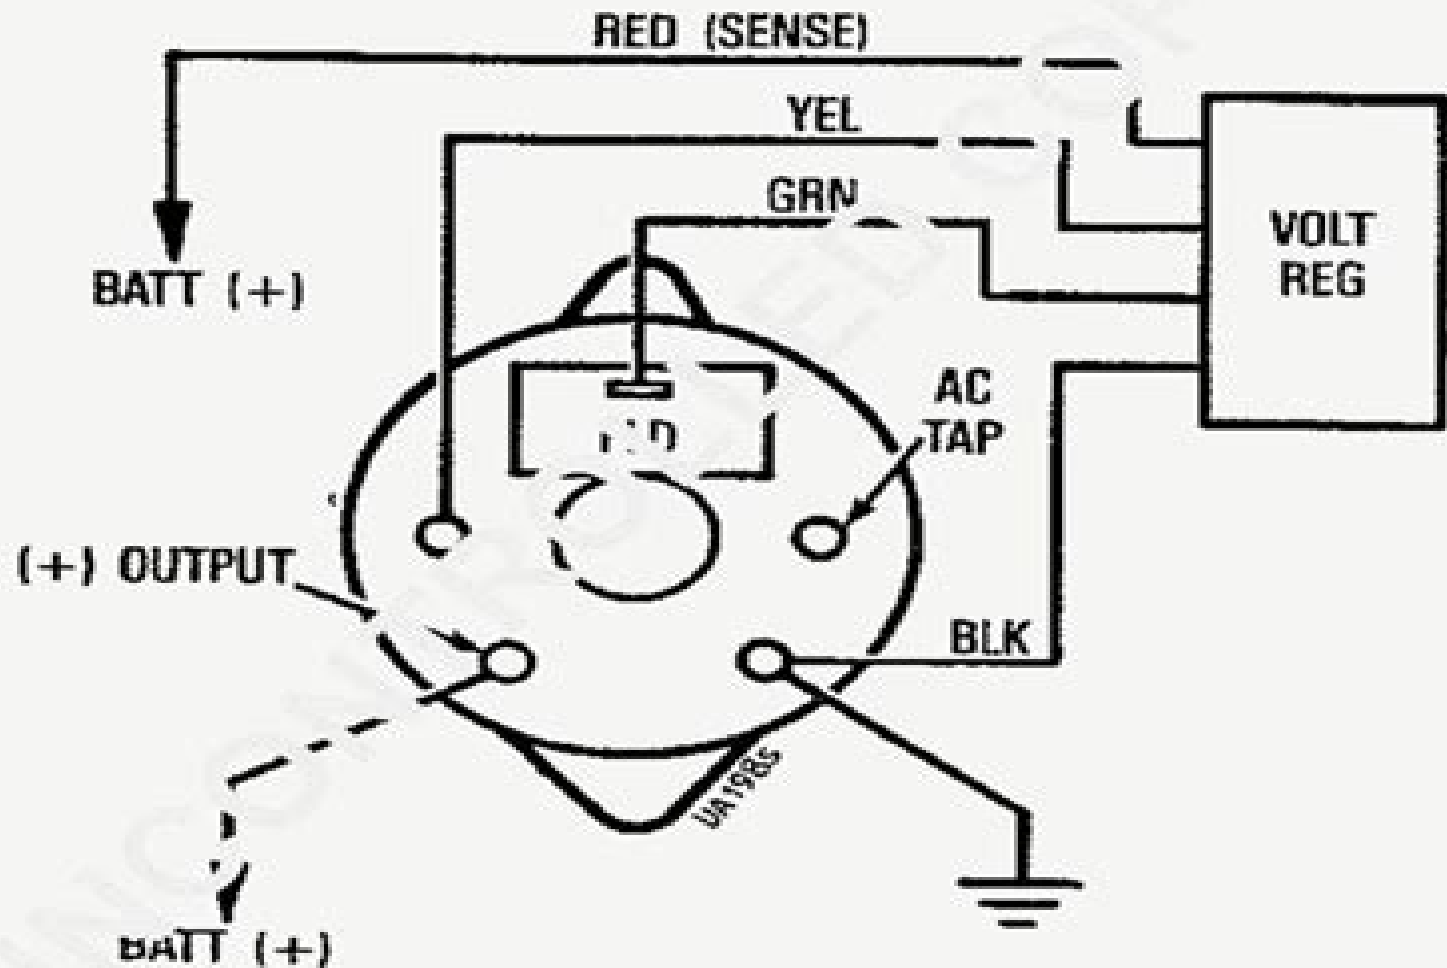 RED (SENSE)
YEL
GRN
VOLT
REG
BATT (+)
AC
TAP
(+) OUTPUT
BLK
UA1985
BATT (+)